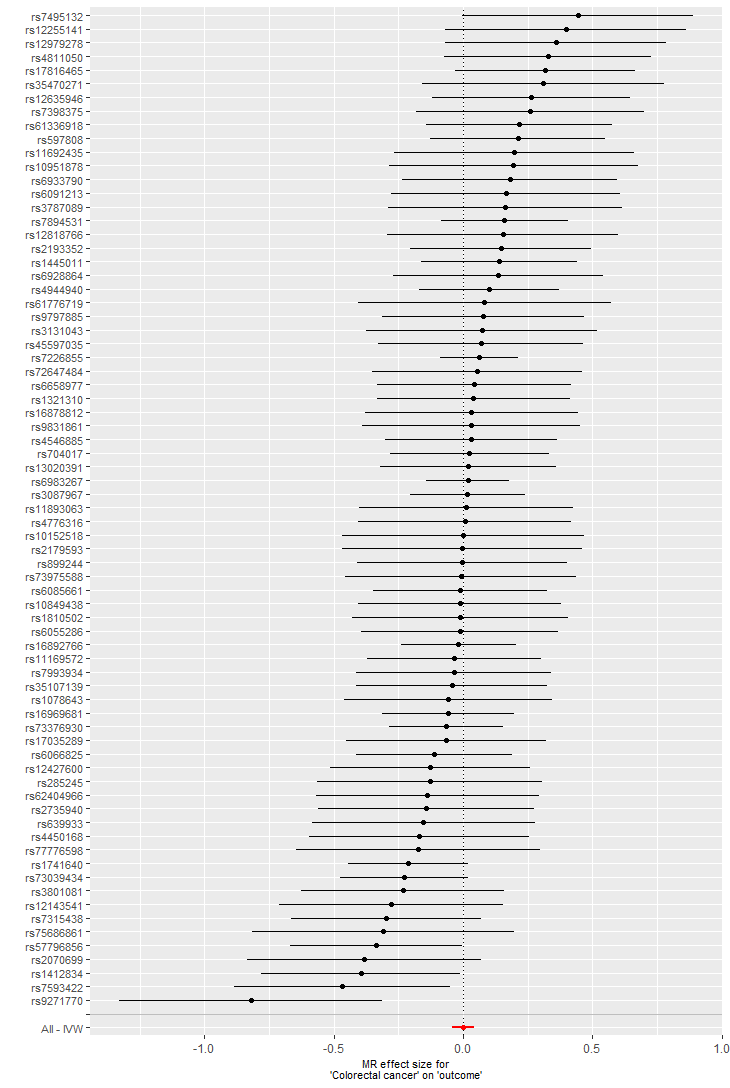 rs7495132
rs12255141
rs12979278
rs4811050
rs17816465
rs35470271
rs12635946
rs7398375
rs61336918
rs597808
rs11692435
rs10951878
rs6933790
rs6091213
rs3787089
rs7894531
rs12818766
rs2193352
rs1445011
rs6928864
rs4944940
rs61776719
rs9797885
rs3131043
rs45597035
rs7226855
rs72647484
rs6658977
rs1321310
rs16878812
rs9831861
rs4546885
rs704017
rs13020391
rs6983267
rs3087967
rs11893063
rs4776316
rs10152518
rs2179593
rs899244
rs73975588
rs6085661
rs10849438
rs1810502
rs6055286
rs16892766
rs11169572
rs7993934
rs35107139
rs1078643
rs16969681
rs73376930
rs17035289
rs6066825
rs12427600
rs285245
rs62404966
rs2735940
rs639933
rs4450168
rs77776598
rs1741640
rs73039434
rs3801081
rs12143541
rs7315438
rs75686861
rs57796856
rs2070699
rs1412834
rs7593422
rs9271770
All - IVW
-1.0 -0.5 0.0 0.5 1.0
MR effect size for
'Colorectal cancer' on 'outcome'